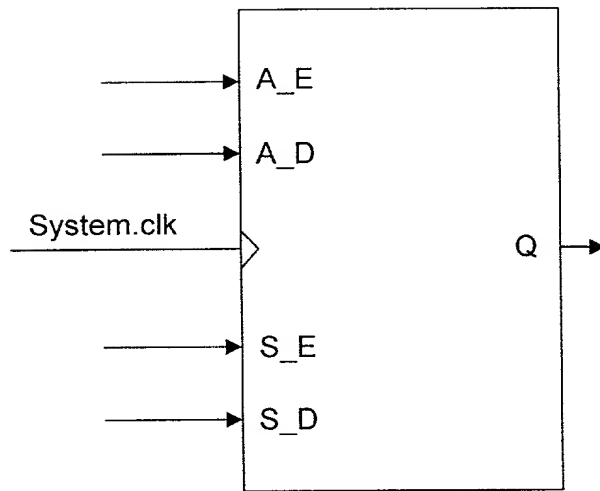 A_E
A_D
System.clk
Q
S_E
S_D